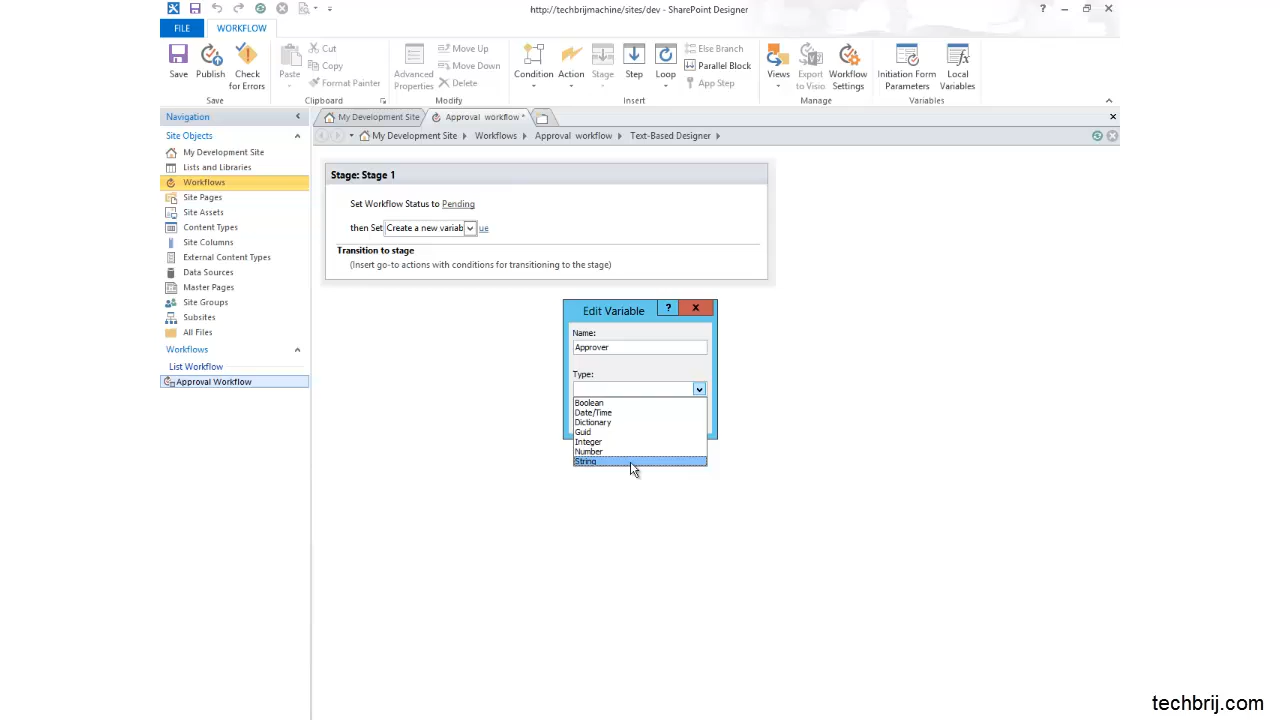 http://techbrijmachine/sites/dev - SharePoint Designer
?
FILE
WORKFLOW
Save
Publish
Check
for Errors
Save
Paste
Cut
Copy
Format Painter
Clipboard
Advanced
Properties
Move Up
Move Down
Delete
Modify
Condition
Action
Stage
Step
Loop
Else Branch
Parallel Block
App Step
Insert
Views
Export
to Visio
Workflow
Settings
Manage
Initiation Form
Parameters
Local
Variables
Variables
Navigation
My Development Site
Approval workflow *
My Development Site
Workflows
Approval workflow
Text-Based Designer
Site Objects
My Development Site
Lists and Libraries
Workflows
Site Pages
Site Assets
Content Types
Site Columns
External Content Types
Data Sources
Master Pages
Site Groups
Subsites
All Files
Workflows
List Workflow
Approval Workflow
Stage: Stage 1
Set Workflow Status to Pending
then Set Create a new variab ue
Transition to stage
(Insert go-to actions with conditions for transitioning to the stage)
Edit Variable
?
Name:
Approver
Type:
Boolean
Date/Time
Dictionary
Guid
Integer
Number
String
techbrij.com